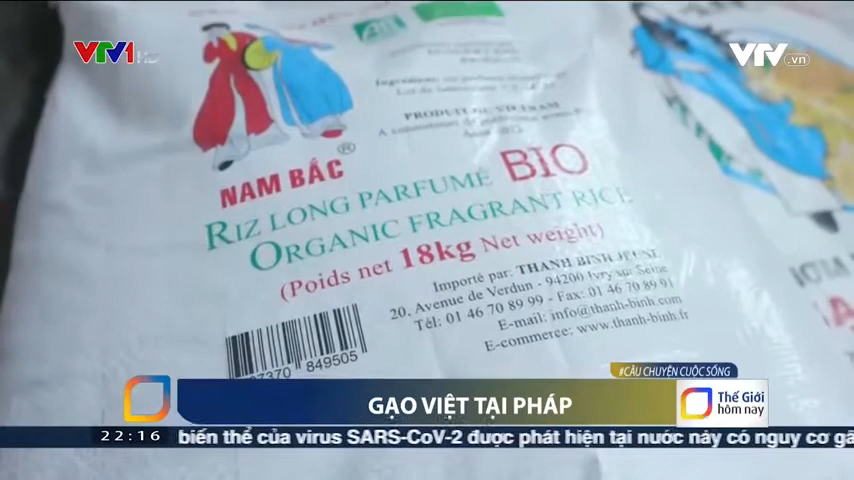 VTV1 HD
VTV.vn
PRODUIT DU VIETNAM
®
NAM BẮC
RIZ LONG PARFUMÉ BIO
ORGANIC FRAGRANT RICE
(Poids net 18kg Net weight)
Importé par: THANH BINH JEUNE
20, Avenue de Verdun - 94200 Ivry sur Seine
Tél: 01 46 70 89 99 - Fax: 01 46 70 89 91
E-mail: info@thanh-binh.com
E-commerce: www.thanh-binh.fr
849505
#CÂU CHUYỆN CUỘC SỐNG
GẠO VIỆT TẠI PHÁP
Thế Giới
hôm nay
22:16 biến thể của virus SARS-CoV-2 được phát hiện tại nước này có nguy cơ